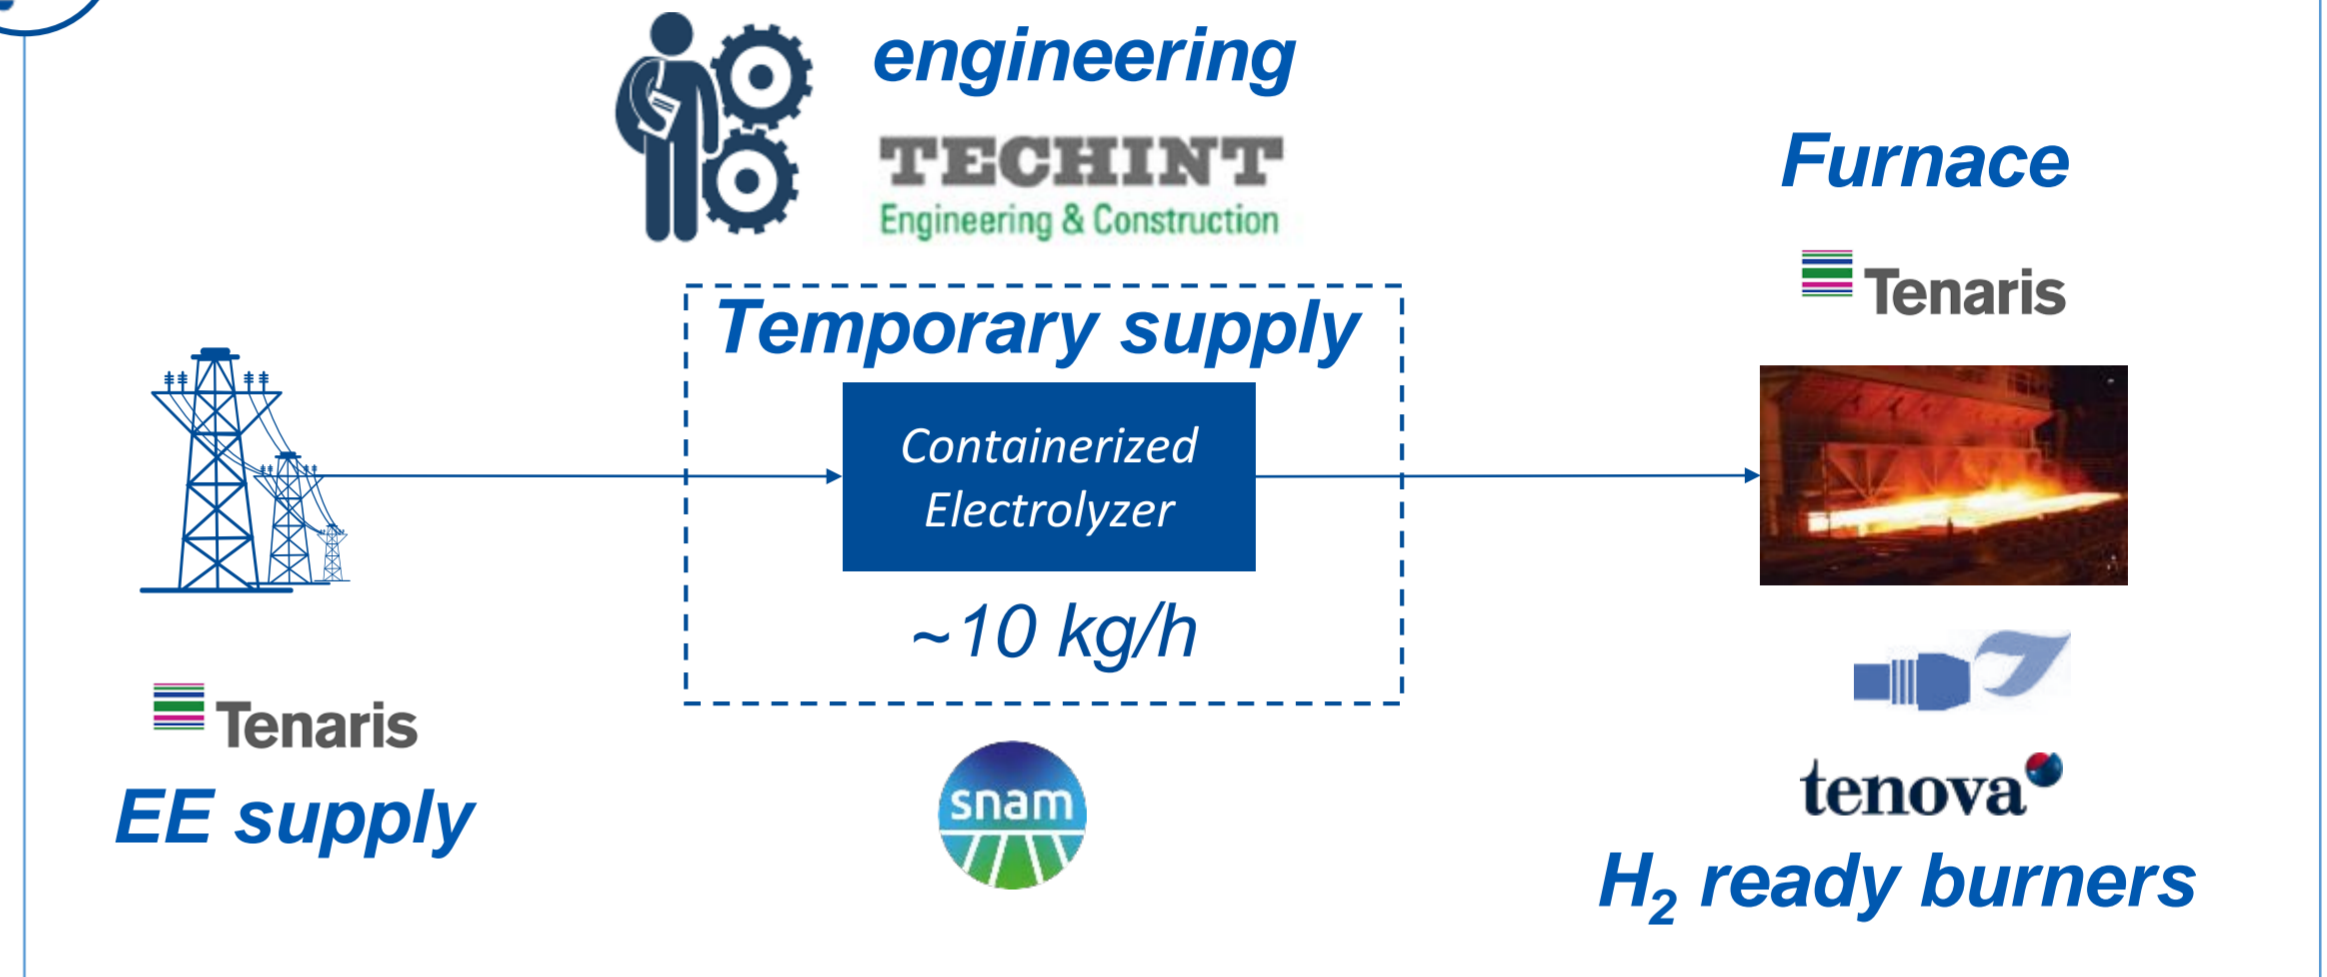 engineering
TECHINT
Engineering & Construction
Furnace
Tenaris
Temporary supply
Containerized
Electrolyzer
~10 kg/h
Tenaris
EE supply
snam
tenova
H₂ ready burners